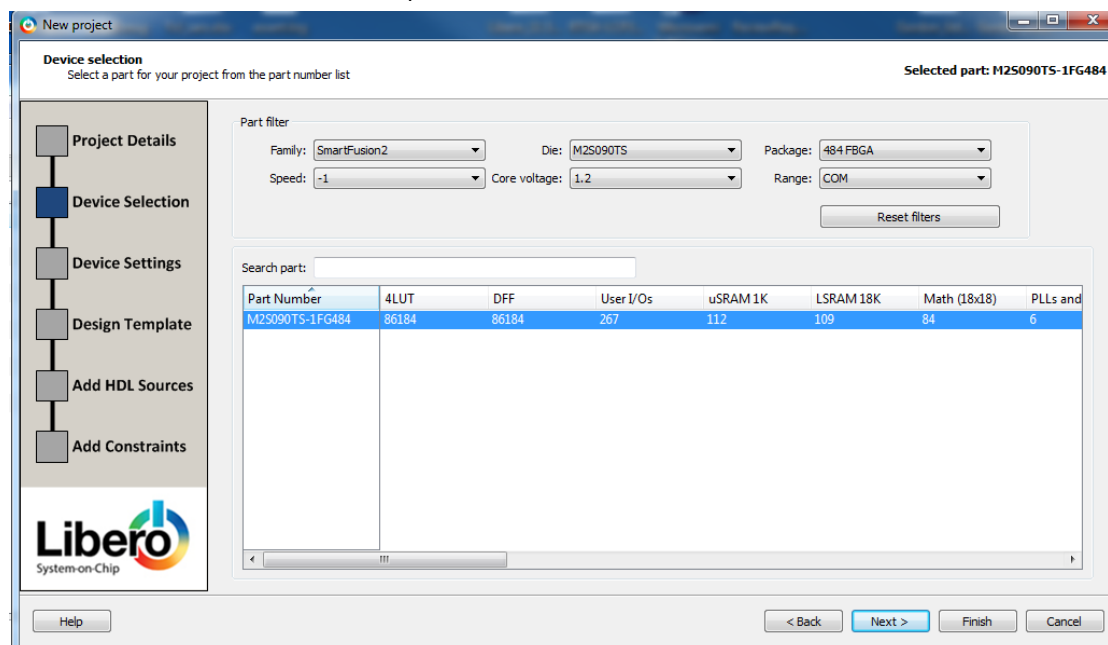 New project
Device selection
Select a part for your project from the part number list
Selected part: M2S090TS-1FG484
Project Details
Device Selection
Device Settings
Design Template
Add HDL Sources
Add Constraints
Libero
System-on-Chip
Part filter
Family: SmartFusion2 Die: M2S090TS Package: 484 FBGA
Speed: -1 Core voltage: 1.2 Range: COM
Reset filters
Search part:
Part Number 4LUT DFF User I/Os uSRAM 1K LSRAM 18K Math (18x18) PLLs and
M2S090TS-1FG484 86184 86184 267 112 109 84 6
Help < Back Next > Finish Cancel